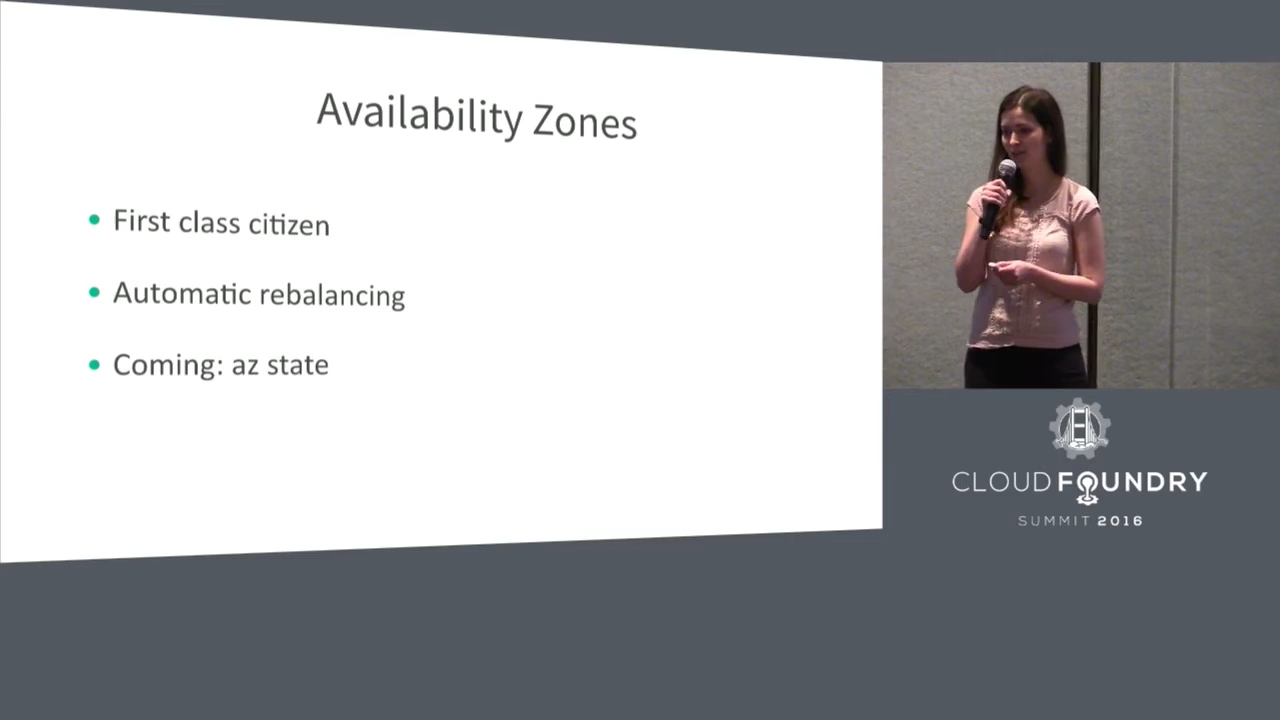 Availability Zones
First class citizen
Automatic rebalancing
Coming: az state
CLOUD FOUNDRY
SUMMIT 2016